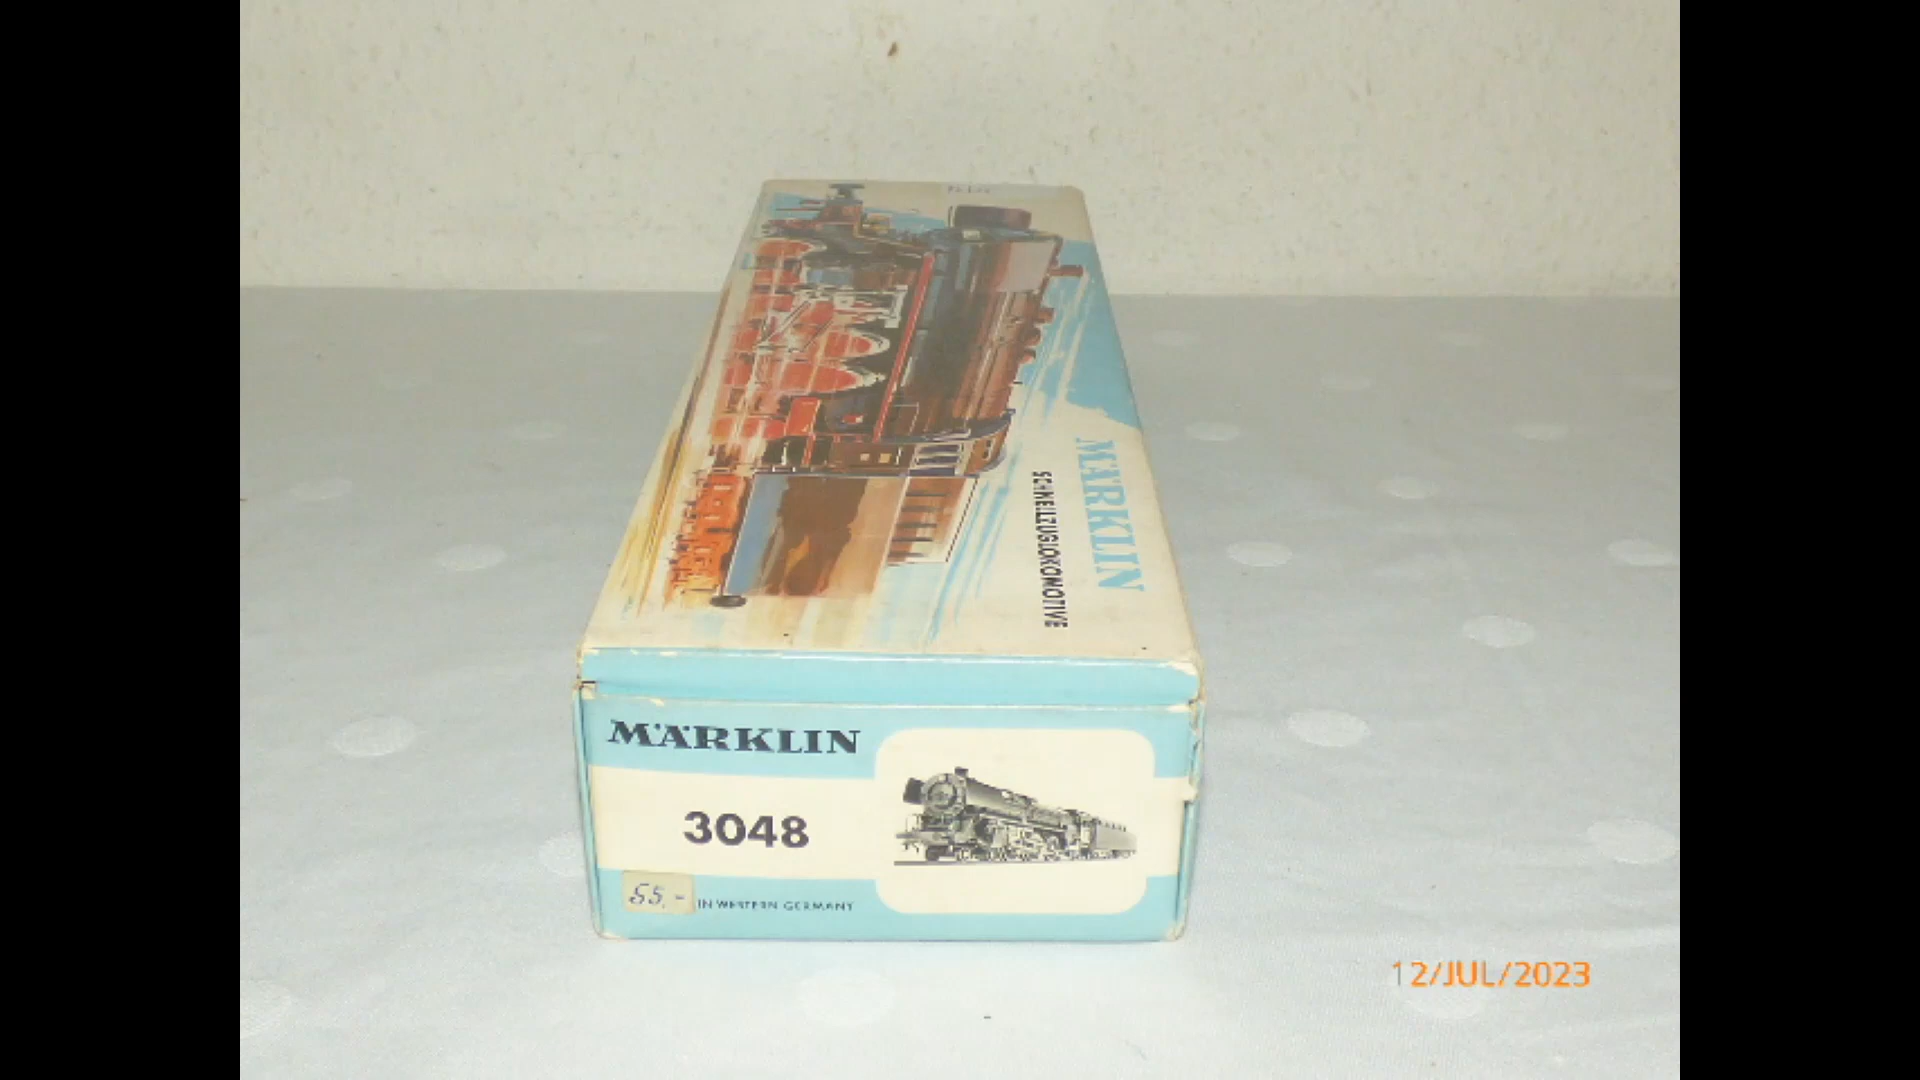 MÄRKLIN
SCHNELLZUGLOKOMOTIVE
MÄRKLIN
3048
55,-
IN WESTERN GERMANY
12/JUL/2023